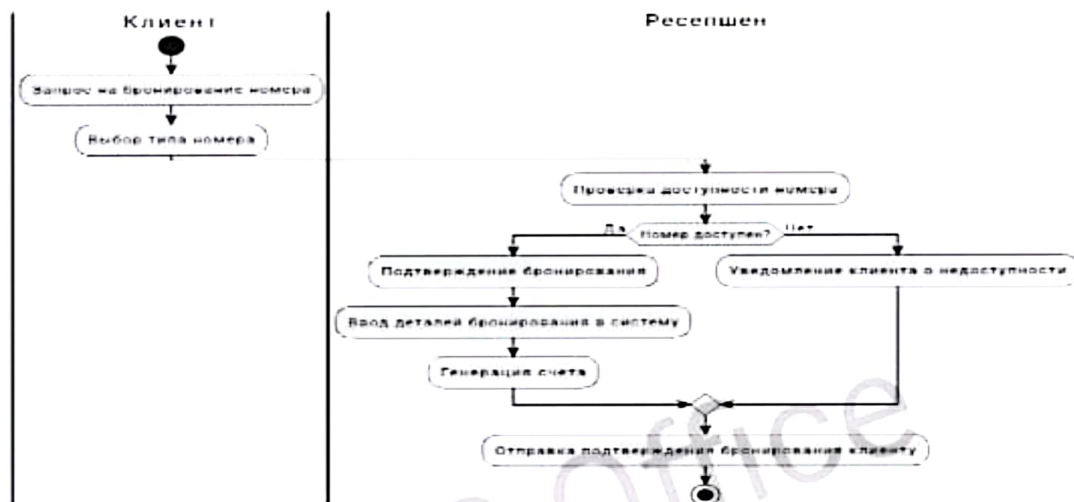 Клиент
Ресепшен
Запрос на бронирование номера
Выбор типа номера
Проверка доступности номера
Да
Номер доступен?
Нет
Подтверждение бронирования
Уведомление клиента о недоступности
Ввод деталей бронирования в систему
Генерация счета
Отправка подтверждения бронирования клиенту
Office